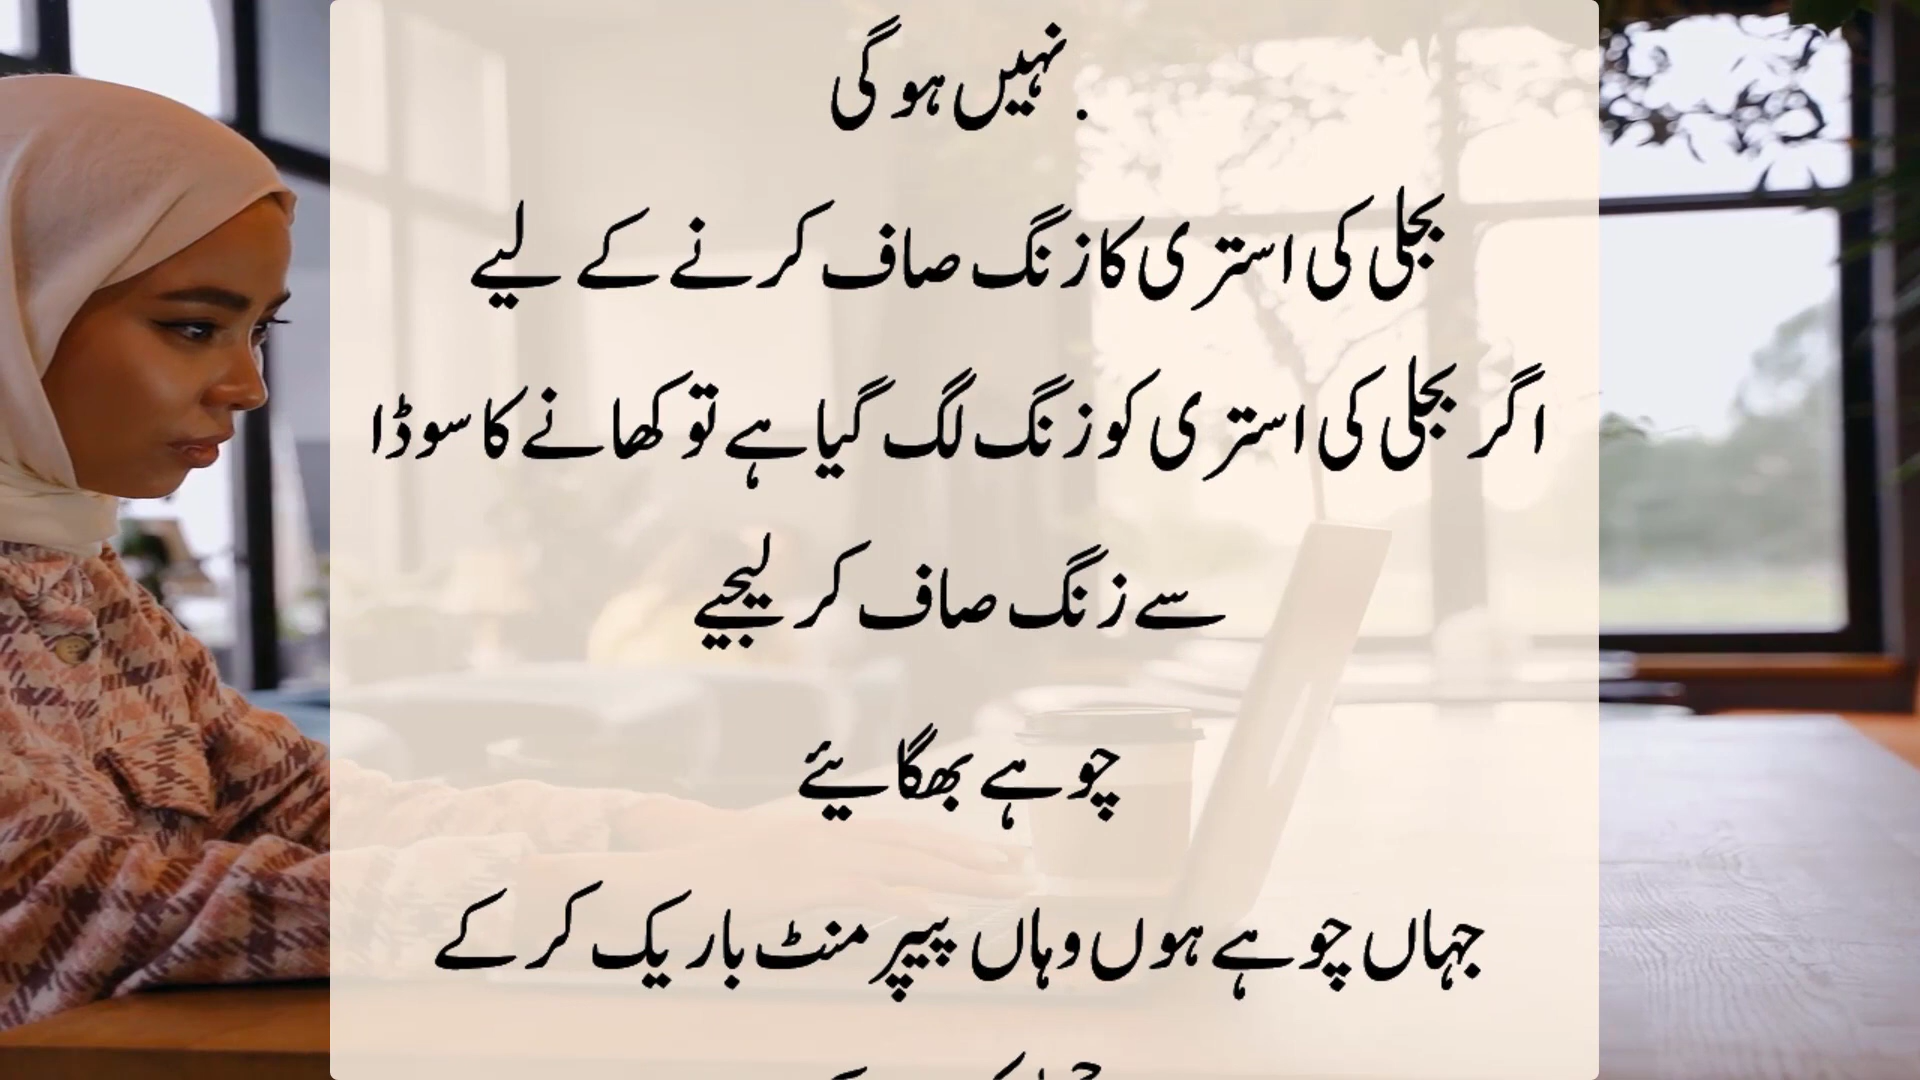 نہیں ہو گی.
بجلی کی استری کا زنگ صاف کرنے کے لیے
اگر بجلی کی استری کو زنگ لگ گیا ہے تو کھانے کا سوڈا
سے زنگ صاف کر لیجیے
چوہے بھگایئے
جہاں چوہے ہوں وہاں پیپر منٹ باریک کر کے